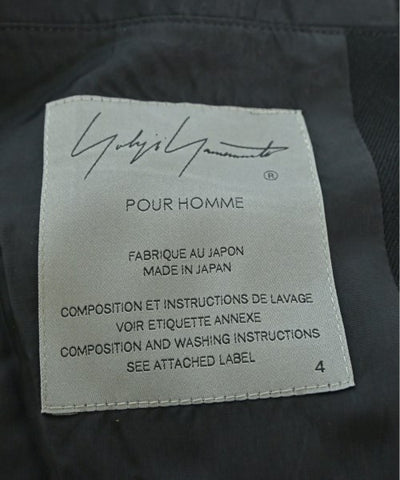 Yohji Yamamoto
®
POUR HOMME
FABRIQUE AU JAPON
MADE IN JAPAN
COMPOSITION ET INSTRUCTIONS DE LAVAGE
VOIR ETIQUETTE ANNEXE
COMPOSITION AND WASHING INSTRUCTIONS
SEE ATTACHED LABEL
4